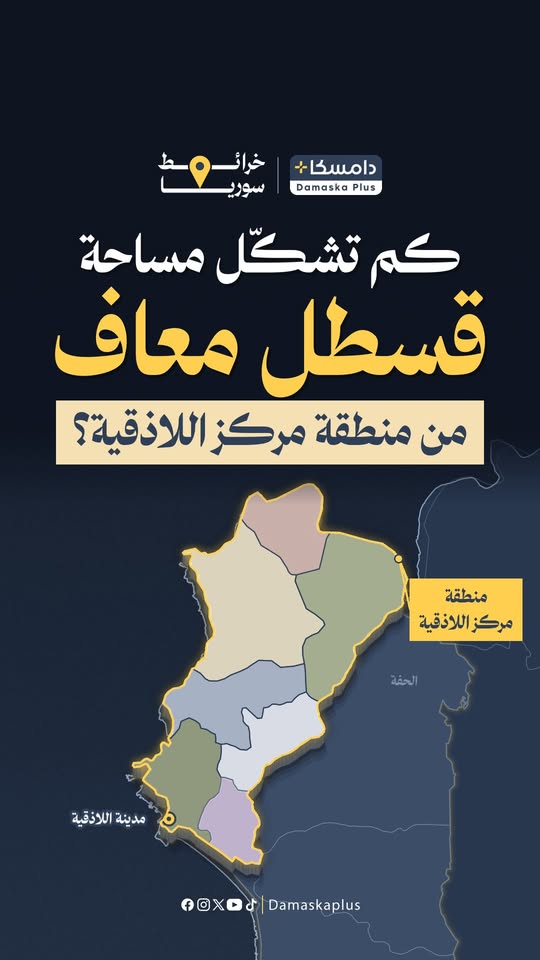 خرائط
سوريا
دامسكا+
Damaska Plus
كم تشكّل مساحة
قسطل معاف
من منطقة مركز اللاذقية؟
منطقة
مركز اللاذقية
الحفة
مدينة اللاذقية
Damaskaplus